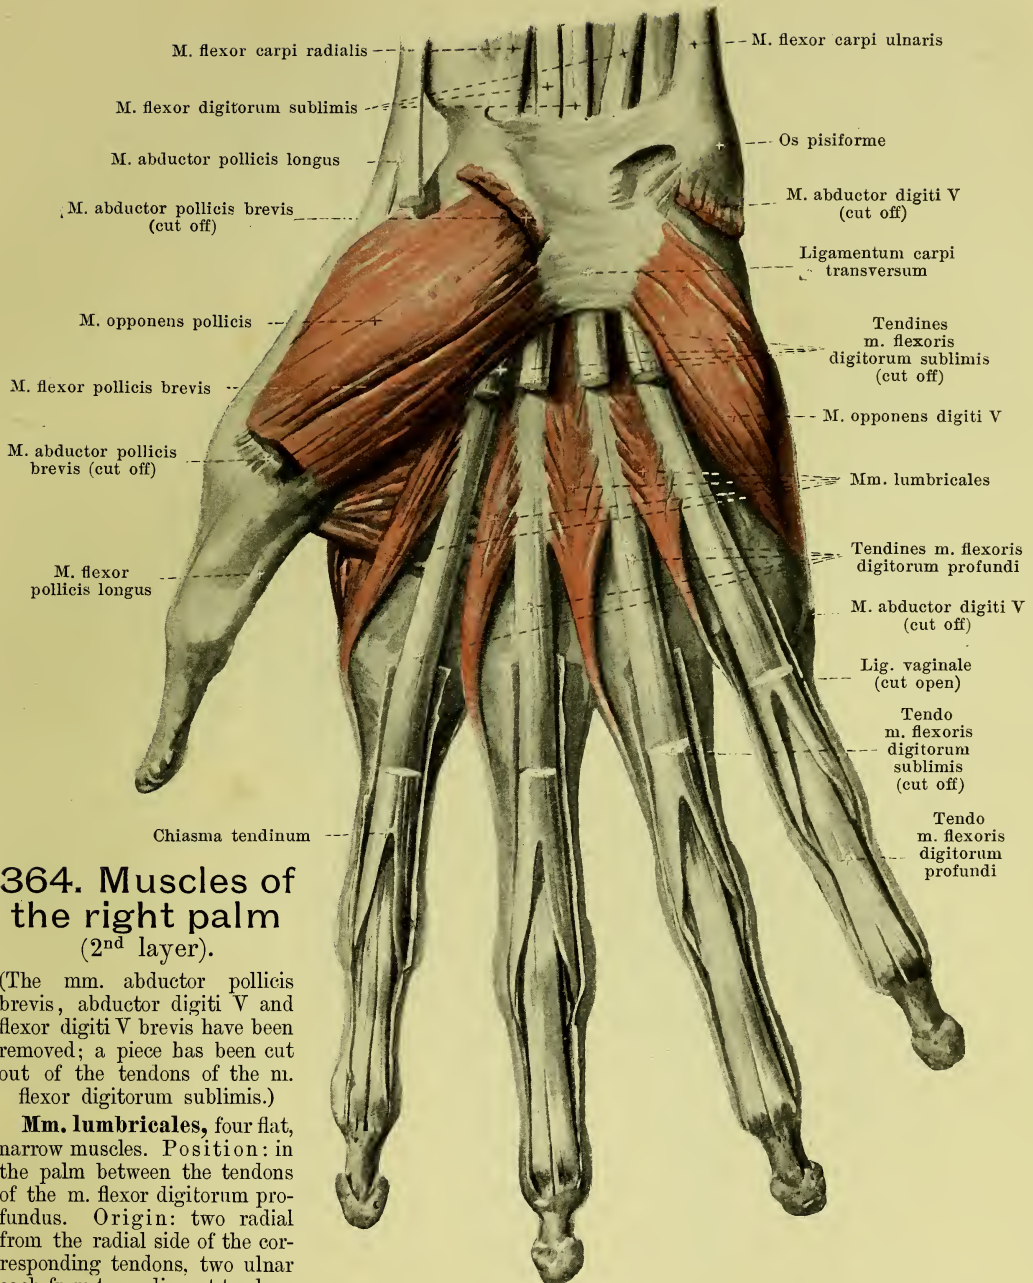 M. flexor carpi radialis
M. flexor digitorum sublimis
M. abductor pollicis longus
M. abductor pollicis brevis
(cut off)
M. opponens pollicis
M. flexor pollicis brevis
M. abductor pollicis
brevis (cut off)
M. flexor
pollicis longus
Chiasma tendinum
M. flexor carpi ulnaris
Os pisiforme
M. abductor digiti V
(cut off)
Ligamentum carpi
transversum
Tendines
m. flexoris
digitorum sublimis
(cut off)
M. opponens digiti V
Mm. lumbricales
Tendines m. flexoris
digitorum profundi
M. abductor digiti V
(cut off)
Lig. vaginale
(cut open)
Tendo
m. flexoris
digitorum
sublimis
(cut off)
Tendo
m. flexoris
digitorum
profundi
364. Muscles of
the right palm
(2nd layer).
(The mm. abductor pollicis
brevis, abductor digiti V and
flexor digiti V brevis have been
removed; a piece has been cut
out of the tendons of the m.
flexor digitorum sublimis.)
Mm. lumbricales, four flat,
narrow muscles. Position: in
the palm between the tendons
of the m. flexor digitorum pro-
fundus. Origin: two radial
from the radial side of the cor-
responding tendons, two ulnar